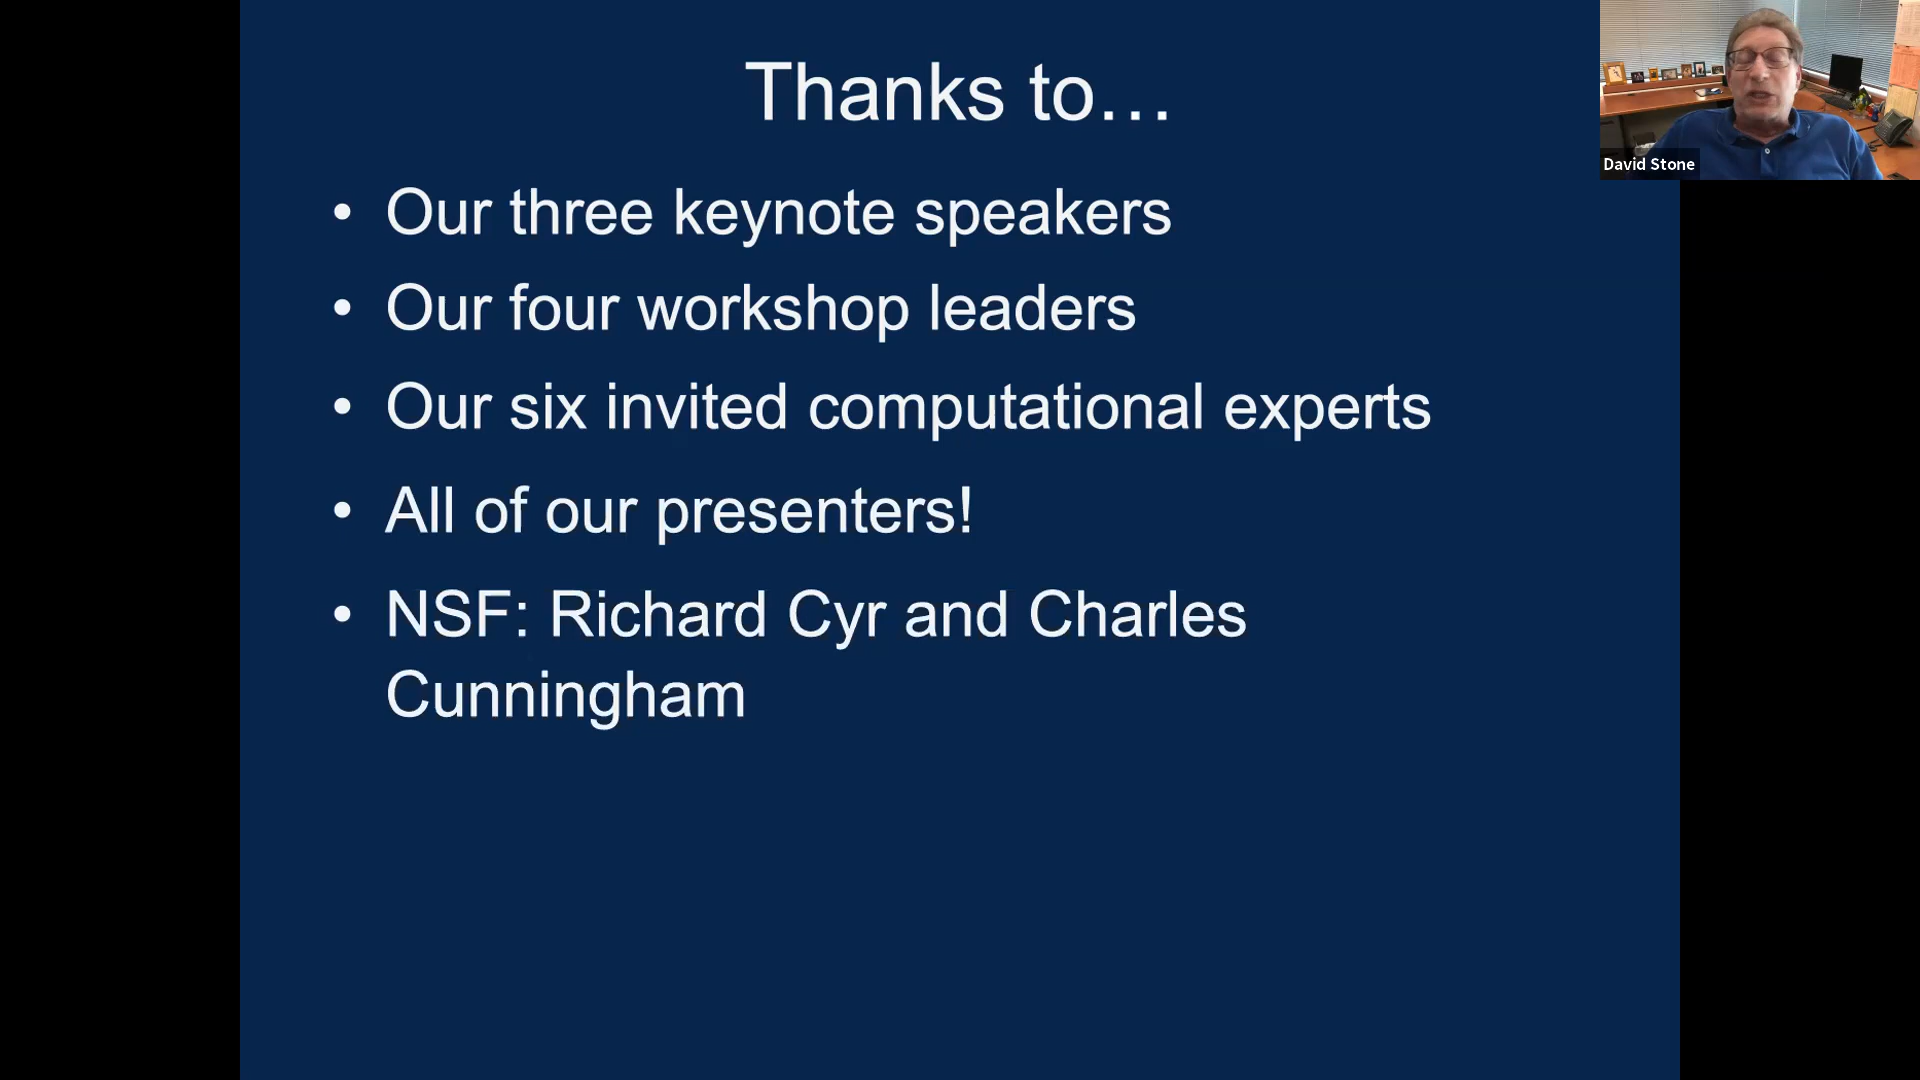 Thanks to…
• Our three keynote speakers
• Our four workshop leaders
• Our six invited computational experts
• All of our presenters!
• NSF: Richard Cyr and Charles
Cunningham
David Stone